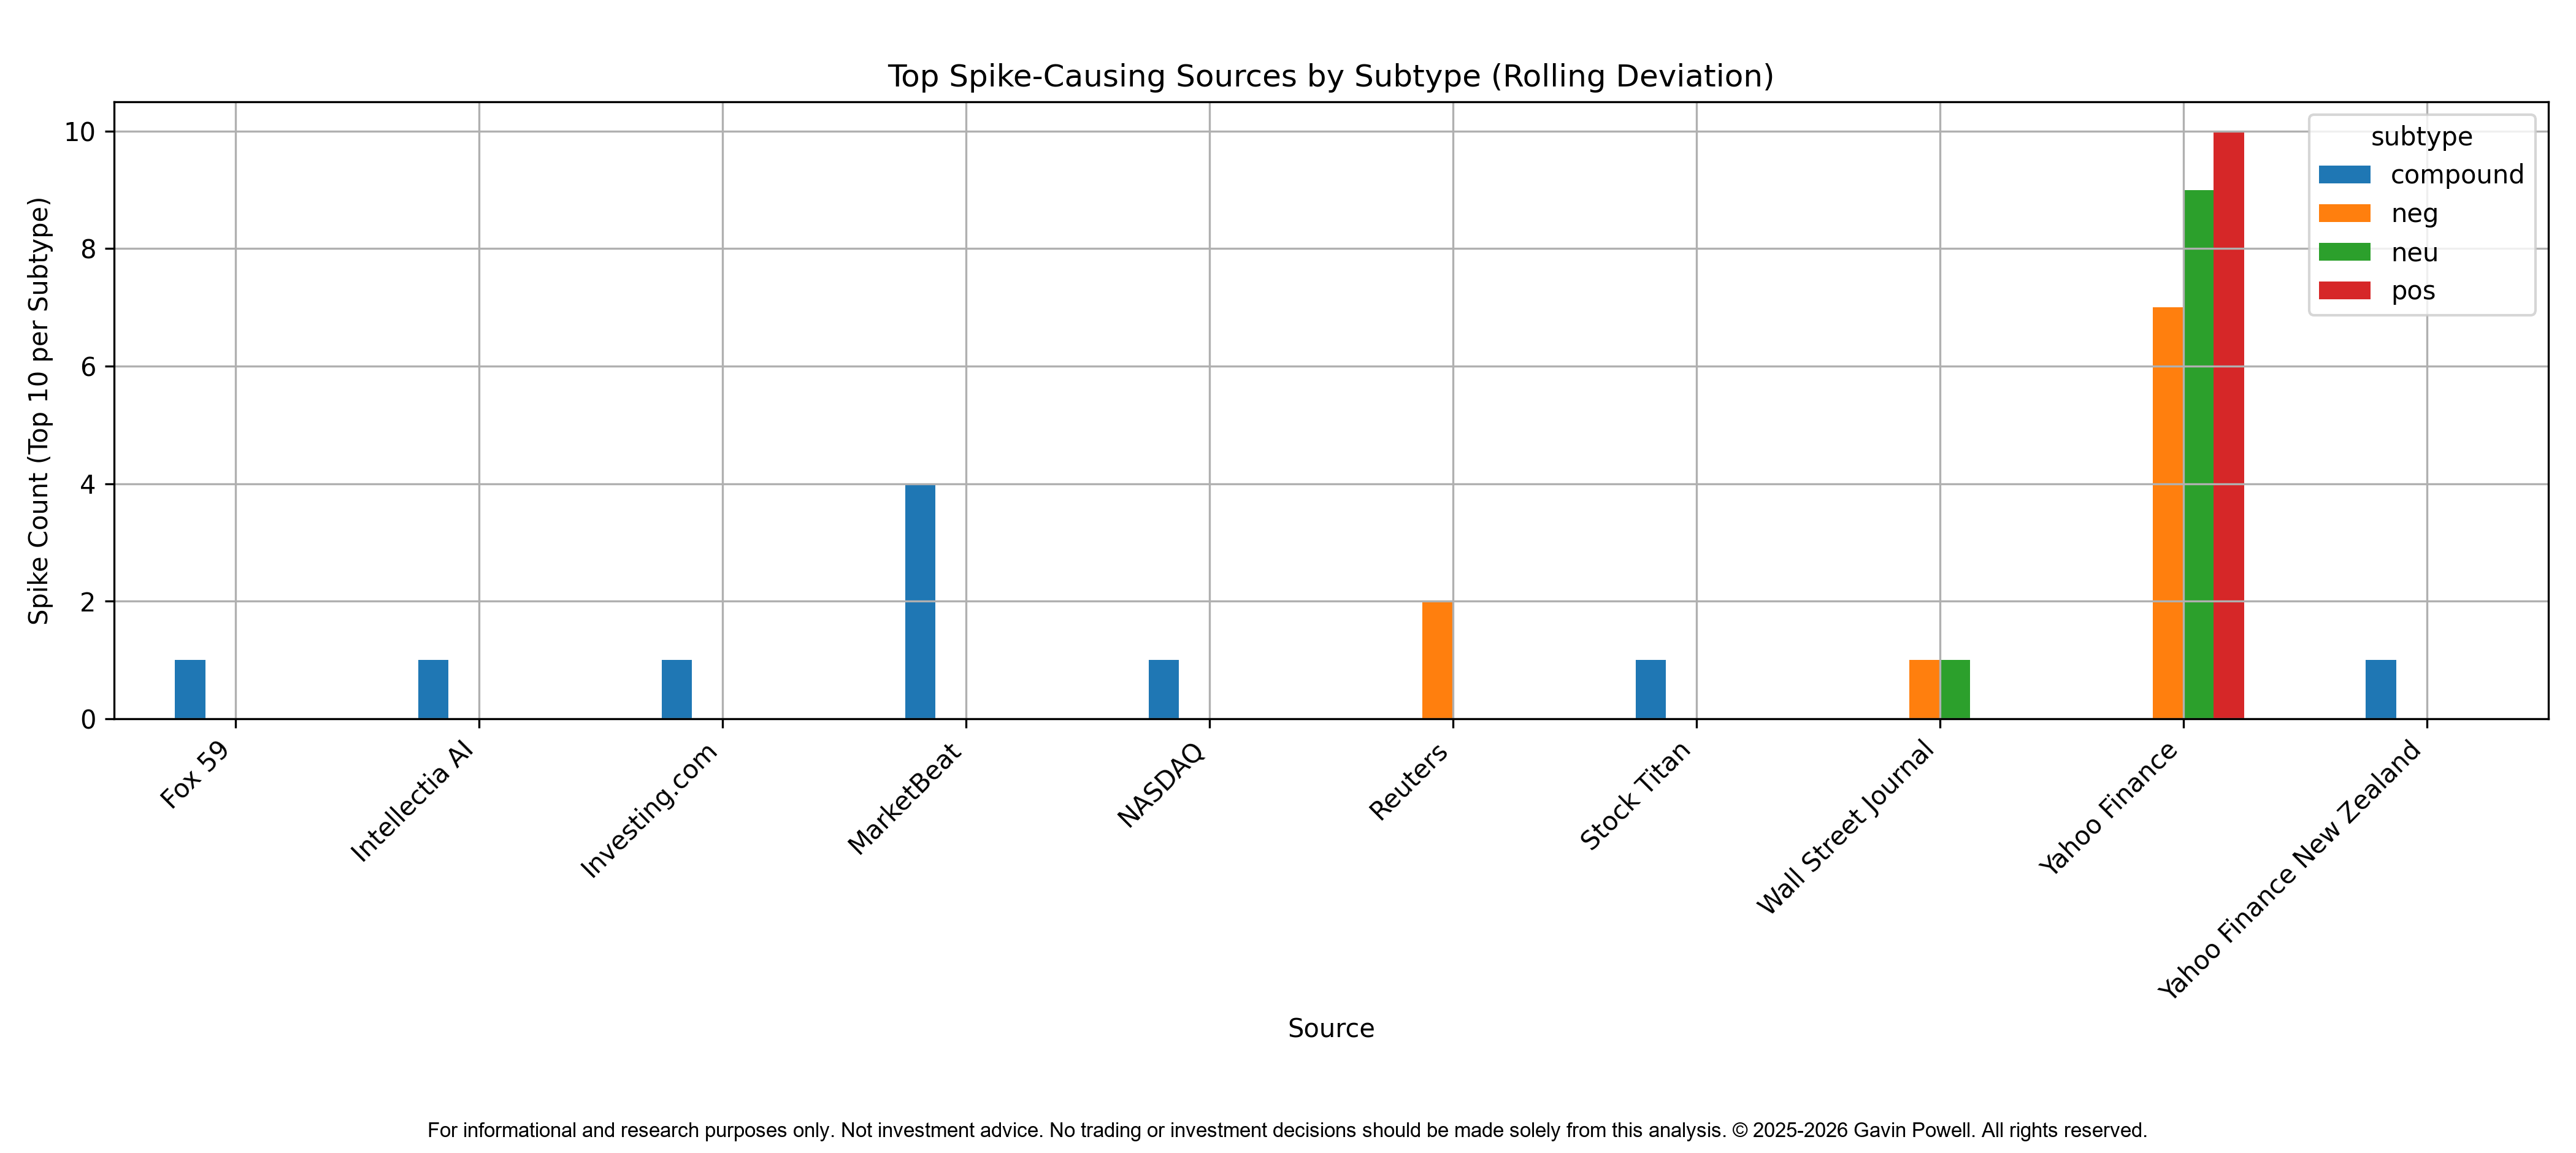 Top Spike-Causing Sources by Subtype (Rolling Deviation)
Spike Count (Top 10 per Subtype)
10
8
6
4
2
0
subtype
compound
neg
neu
pos
Fox 59
Intellectia AI
Investing.com
MarketBeat
NASDAQ
Reuters
Stock Titan
Wall Street Journal
Yahoo Finance
Yahoo Finance New Zealand
Source
For informational and research purposes only. Not investment advice. No trading or investment decisions should be made solely from this analysis. © 2025-2026 Gavin Powell. All rights reserved.